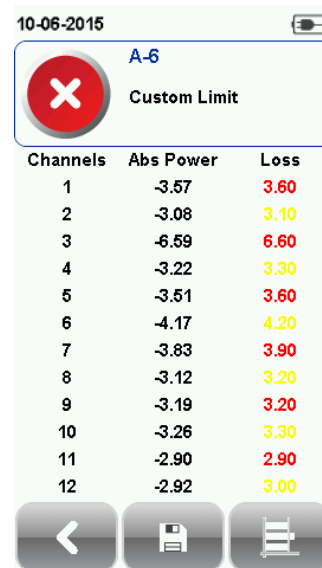 10-06-2015
A-6
Custom Limit
Channels Abs Power Loss
1 -3.57 3.60
2 -3.08 3.10
3 -6.59 6.60
4 -3.22 3.30
5 -3.51 3.60
6 -4.17 4.20
7 -3.83 3.90
8 -3.12 3.20
9 -3.19 3.20
10 -3.26 3.30
11 -2.90 2.90
12 -2.92 3.00